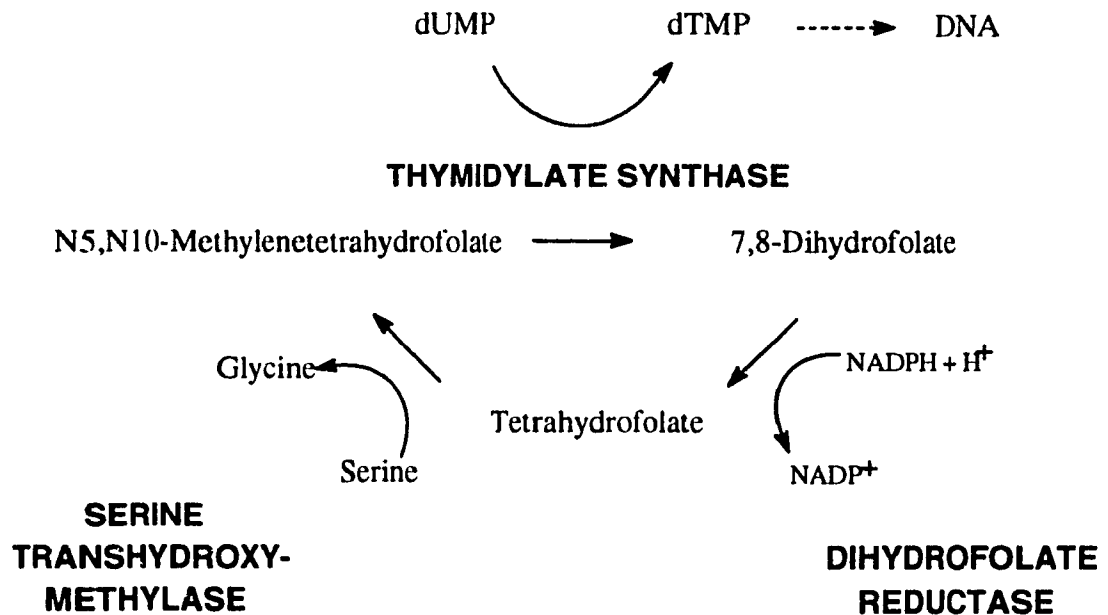 dUMP dTMP DNA
THYMIDYLATE SYNTHASE
N5,N10-Methylenetetrahydrofolate 7,8-Dihydrofolate
Glycine NADPH + H+
Tetrahydrofolate
Serine NADP+
SERINE
TRANSHYDROXY-
METHYLASE
DIHYDROFOLATE
REDUCTASE